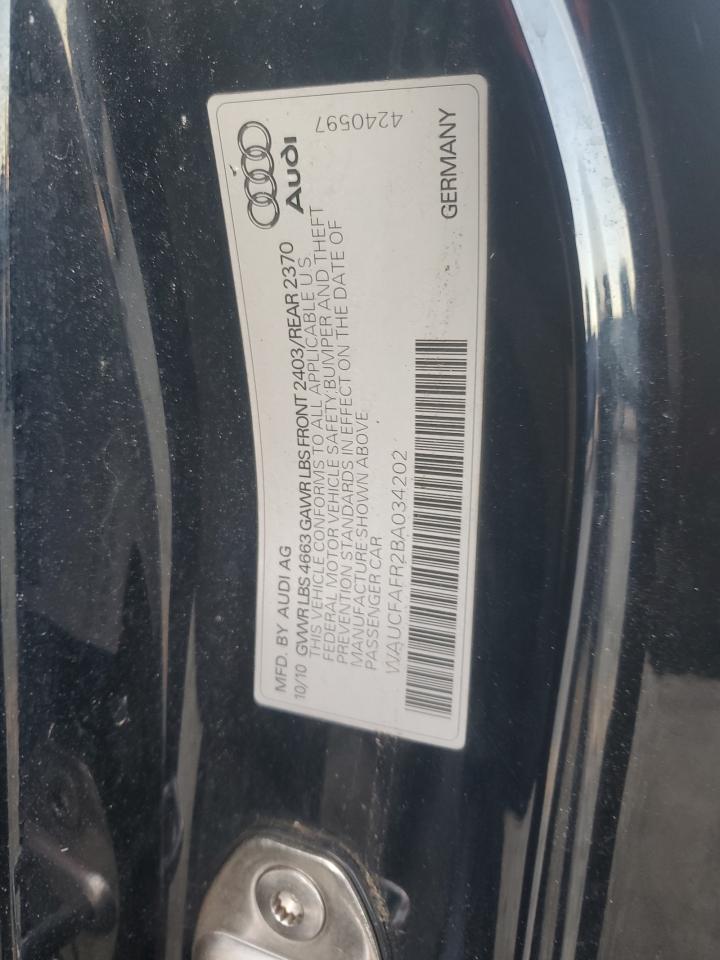 MFD. BY AUDI AG
10/10 GVWR LBS 4663 GAWR LBS FRONT 2403/REAR 2370
THIS VEHICLE CONFORMS TO ALL APPLICABLE U.S.
FEDERAL MOTOR VEHICLE SAFETY, BUMPER AND THEFT
PREVENTION STANDARDS IN EFFECT ON THE DATE OF
MANUFACTURE SHOWN ABOVE
PASSENGER CAR
WAUCFAFR2BA034202
Audi
4240597
GERMANY